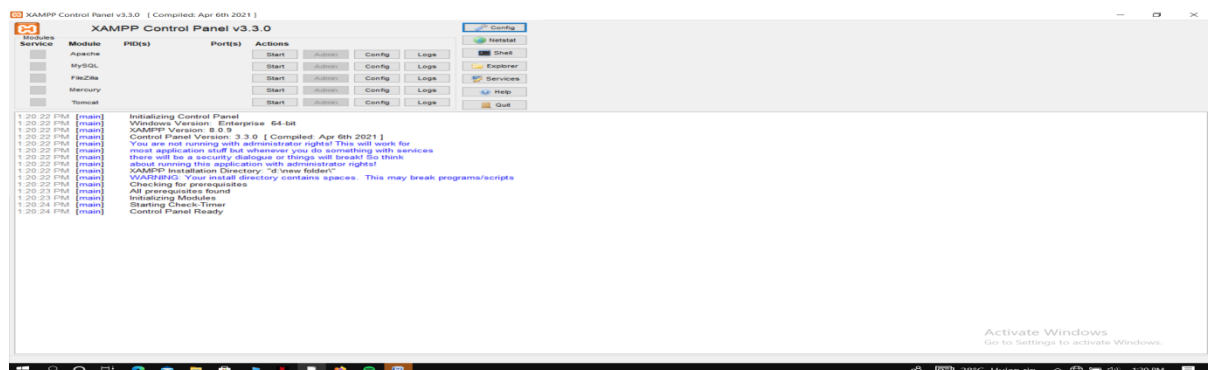 XAMPP Control Panel v3.3.0 [ Compiled: Apr 6th 2021 ]
XAMPP Control Panel v3.3.0
Config
Modules
Service Module PID(s) Port(s) Actions
Netstat
Apache Start Admin Config Logs
Shell
MySQL Start Admin Config Logs
Explorer
FileZilla Start Admin Config Logs
Services
Mercury Start Admin Config Logs
Help
Tomcat Start Admin Config Logs
Quit
1:20:22 PM [main] Initializing Control Panel
1:20:22 PM [main] Windows Version: Enterprise 64-bit
1:20:22 PM [main] XAMPP Version: 8.0.9
1:20:22 PM [main] Control Panel Version: 3.3.0 [ Compiled: Apr 6th 2021 ]
1:20:22 PM [main] You are not running with administrator rights! This will work for
1:20:22 PM [main] most application stuff but whenever you do something with services
1:20:22 PM [main] there will be a security dialogue or things will break! So think
1:20:22 PM [main] about running this application with administrator rights!
1:20:22 PM [main] XAMPP Installation Directory: "d:\new folder\"
1:20:22 PM [main] WARNING: Your install directory contains spaces. This may break programs/scripts
1:20:22 PM [main] Checking for prerequisites
1:20:23 PM [main] All prerequisites found
1:20:23 PM [main] Initializing Modules
1:20:24 PM [main] Starting Check-Timer
1:20:24 PM [main] Control Panel Ready
Activate Windows
Go to Settings to activate Windows.
28°C Hujan 1:20 PM